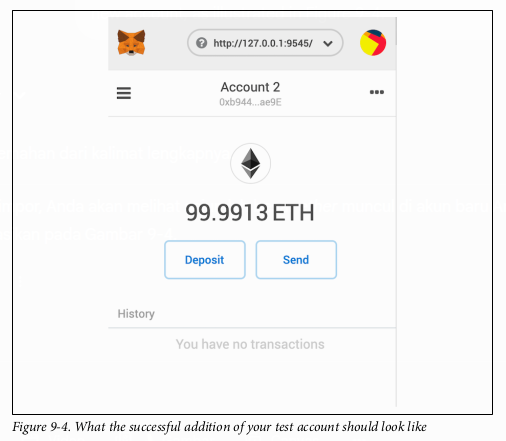 http://127.0.0.1:9545/
Account 2
0xb944...ae9E
99.9913 ETH
Deposit
Send
History
You have no transactions
Figure 9-4. What the successful addition of your test account should look like